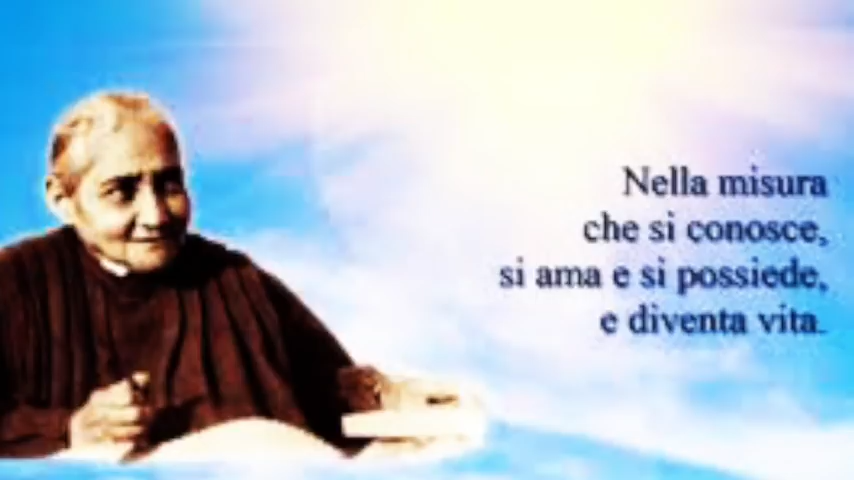 Nella misura
che si conosce,
si ama e si possiede,
e diventa vita.